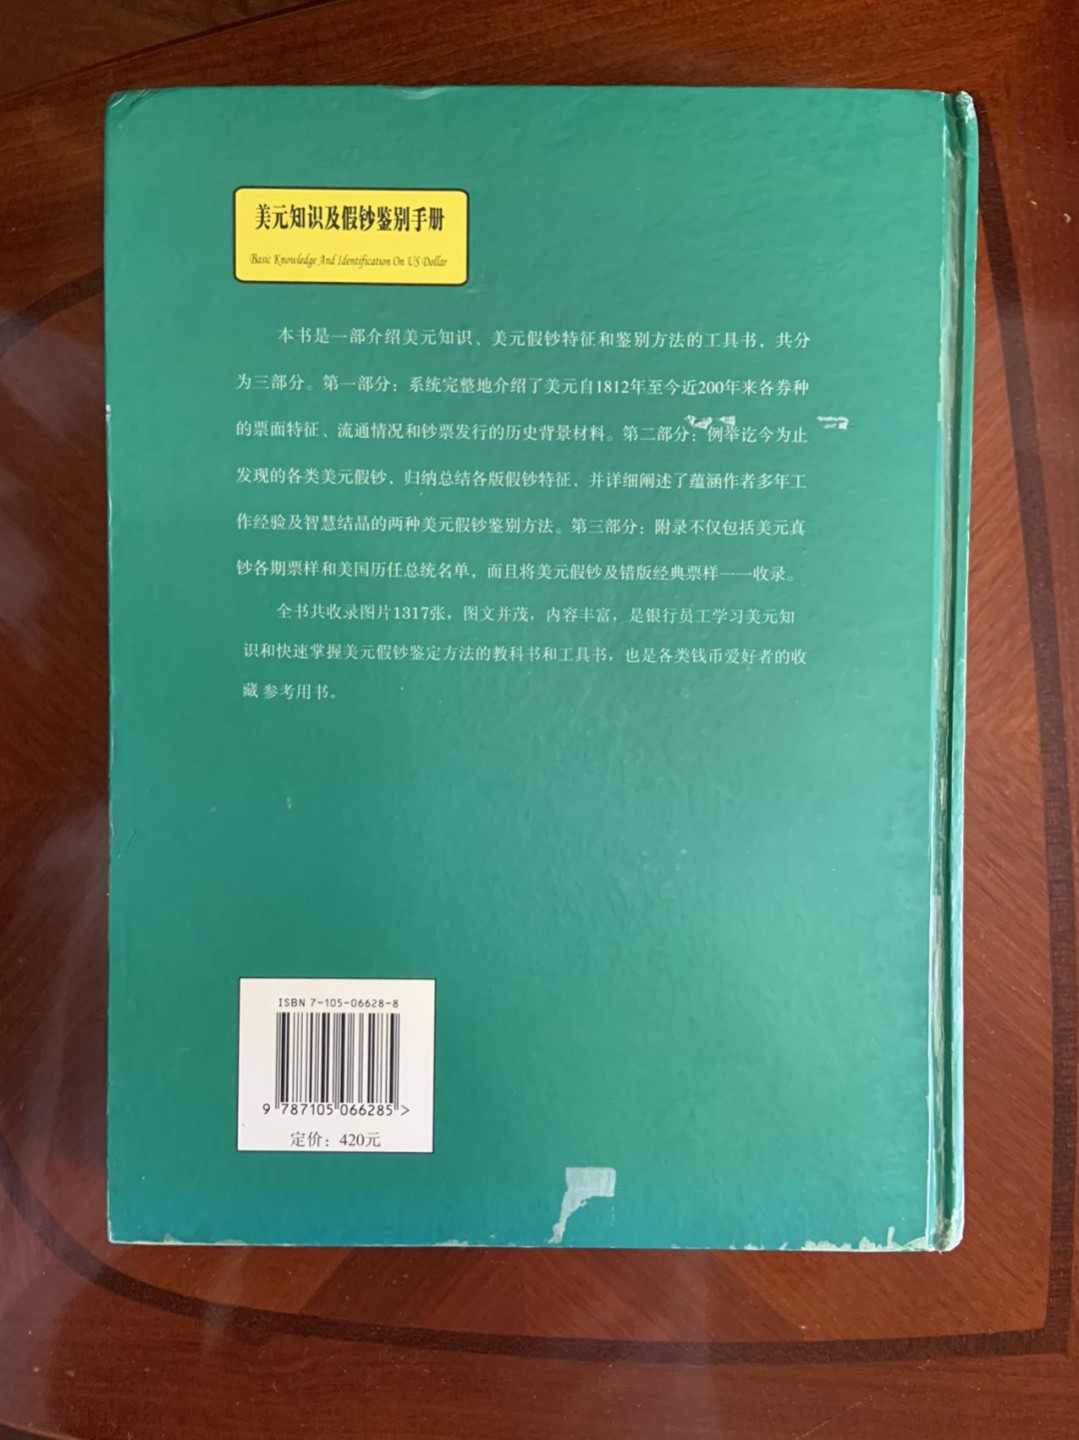 美元知识及假钞鉴别手册
Basic Knowledge And Identification On US Dollar
本书是一部介绍美元知识、美元假钞特征和鉴别方法的工具书，共分
为三部分。第一部分：系统完整地介绍了美元自1812年至今近200年来各券种
的票面特征、流通情况和钞票发行的历史背景材料。第二部分：例举讫今为止
发现的各类美元假钞，归纳总结各版假钞特征，并详细阐述了蕴涵作者多年工
作经验及智慧结晶的两种美元假钞鉴别方法。第三部分：附录不仅包括美元真
钞各期票样和美国历任总统名单，而且将美元假钞及错版经典票样一一收录。
全书共收录图片1317张，图文并茂，内容丰富，是银行员工学习美元知
识和快速掌握美元假钞鉴定方法的教科书和工具书，也是各类钱币爱好者的收
藏参考用书。
ISBN 7-105-06628-8
9 787105 066285 >
定价：420元